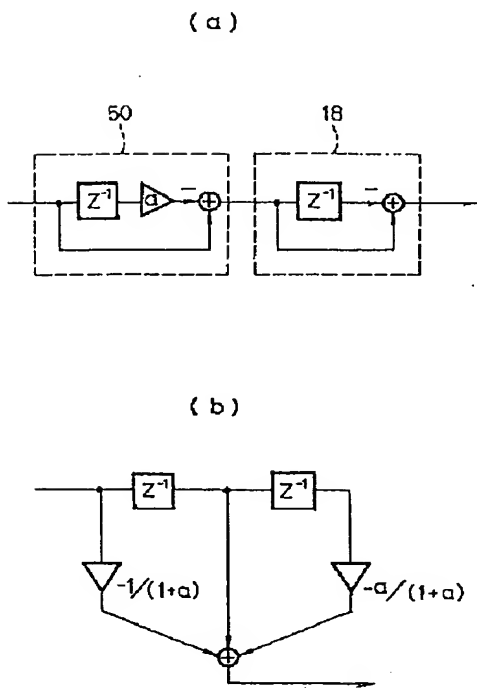 (a)
50 18
Z⁻¹ a − + Z⁻¹ − +
(b)
Z⁻¹ Z⁻¹
-1/(1+a) -a/(1+a)
+